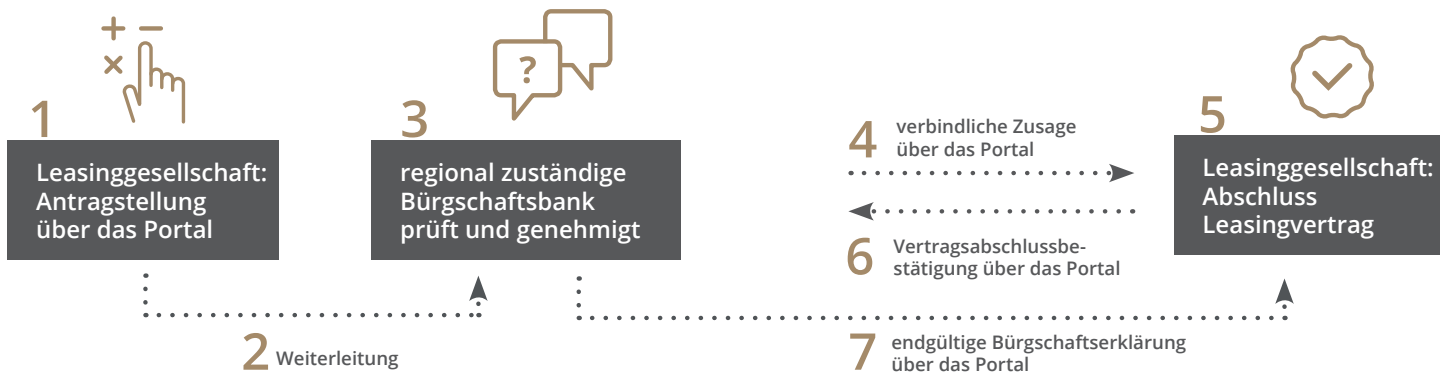 1
Leasinggesellschaft:
Antragstellung
über das Portal
2 Weiterleitung
?
3
regional zuständige
Bürgschaftsbank
prüft und genehmigt
4 verbindliche Zusage
über das Portal
5
Leasinggesellschaft:
Abschluss
Leasingvertrag
6 Vertragsabschlussbe-
stätigung über das Portal
7 endgültige Bürgschaftserklärung
über das Portal